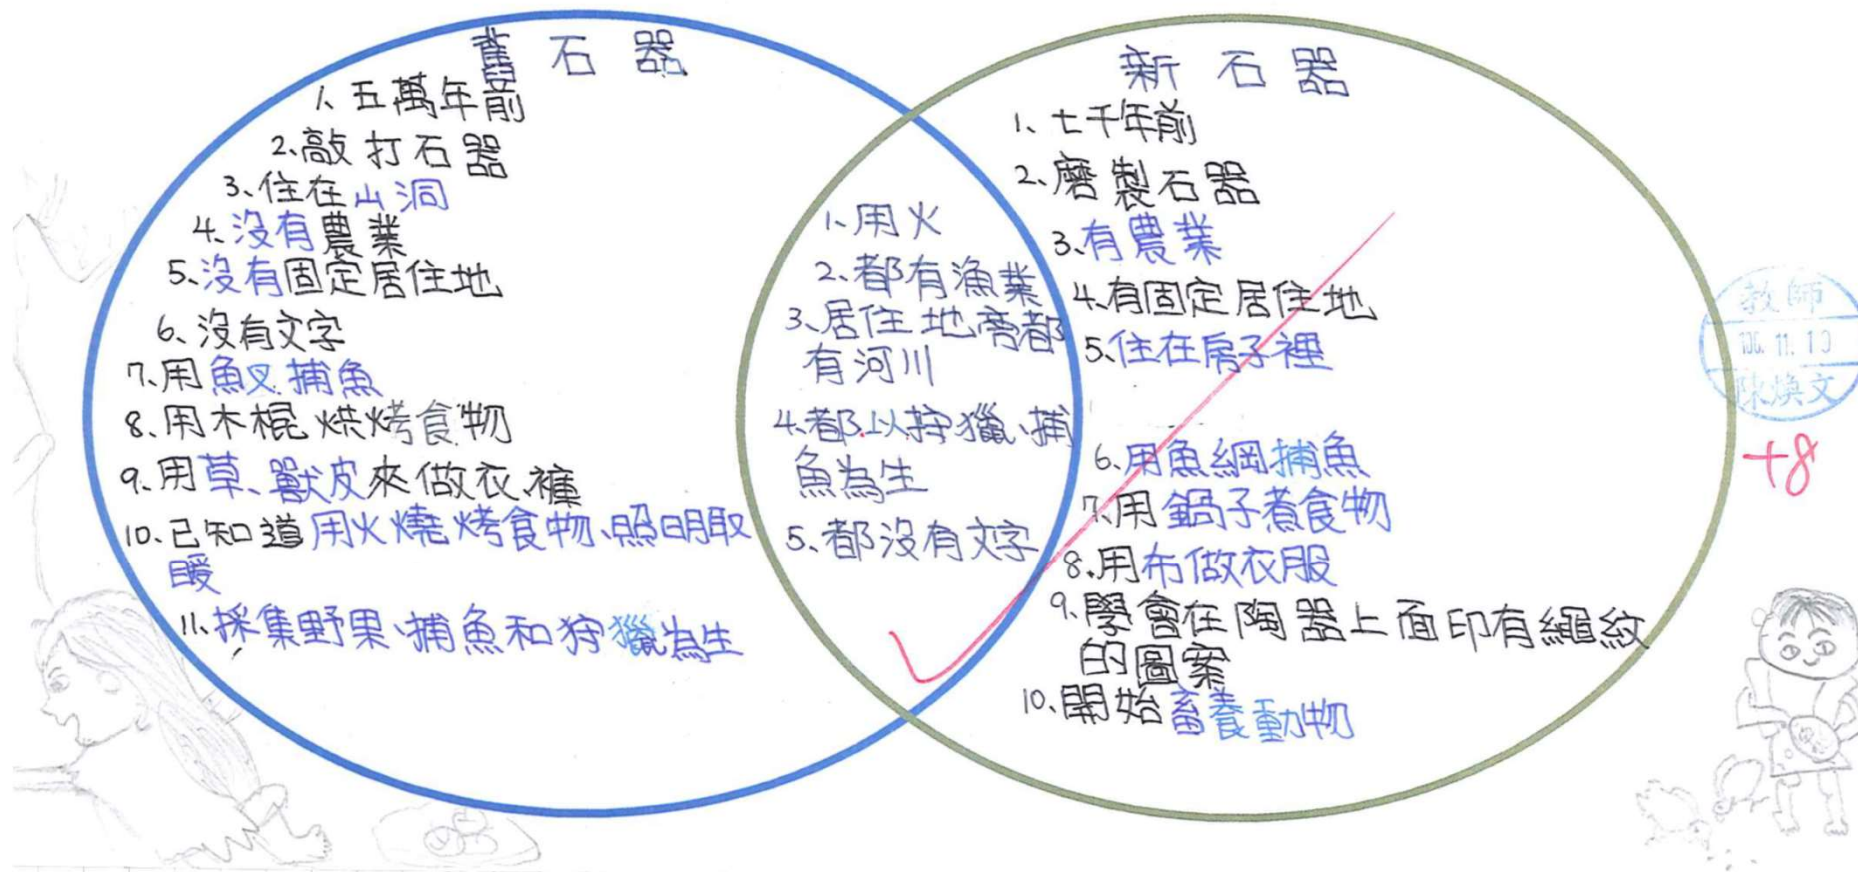 舊石器
1、五萬年前
2、敲打石器
3、住在山洞
4、沒有農業
5、沒有固定居住地
6、沒有文字
7、用魚叉捕魚
8、用木棍烘烤食物
9、用草、獸皮來做衣褲
10、已知道用火燒烤食物、照明取
暖
11、採集野果、捕魚和狩獵為生
1、用火
2、都有漁業
3、居住地旁都
有河川
4、都以狩獵、捕
魚為生
5、都沒有文字
新石器
1、七千年前
2、磨製石器
3、有農業
4、有固定居住地
5、住在房子裡
6、用魚網捕魚
7、用鍋子煮食物
8、用布做衣服
9、學會在陶器上面印有繩紋
的圖案
10、開始畜養動物
教師
106.11.10
陳煥文
+8